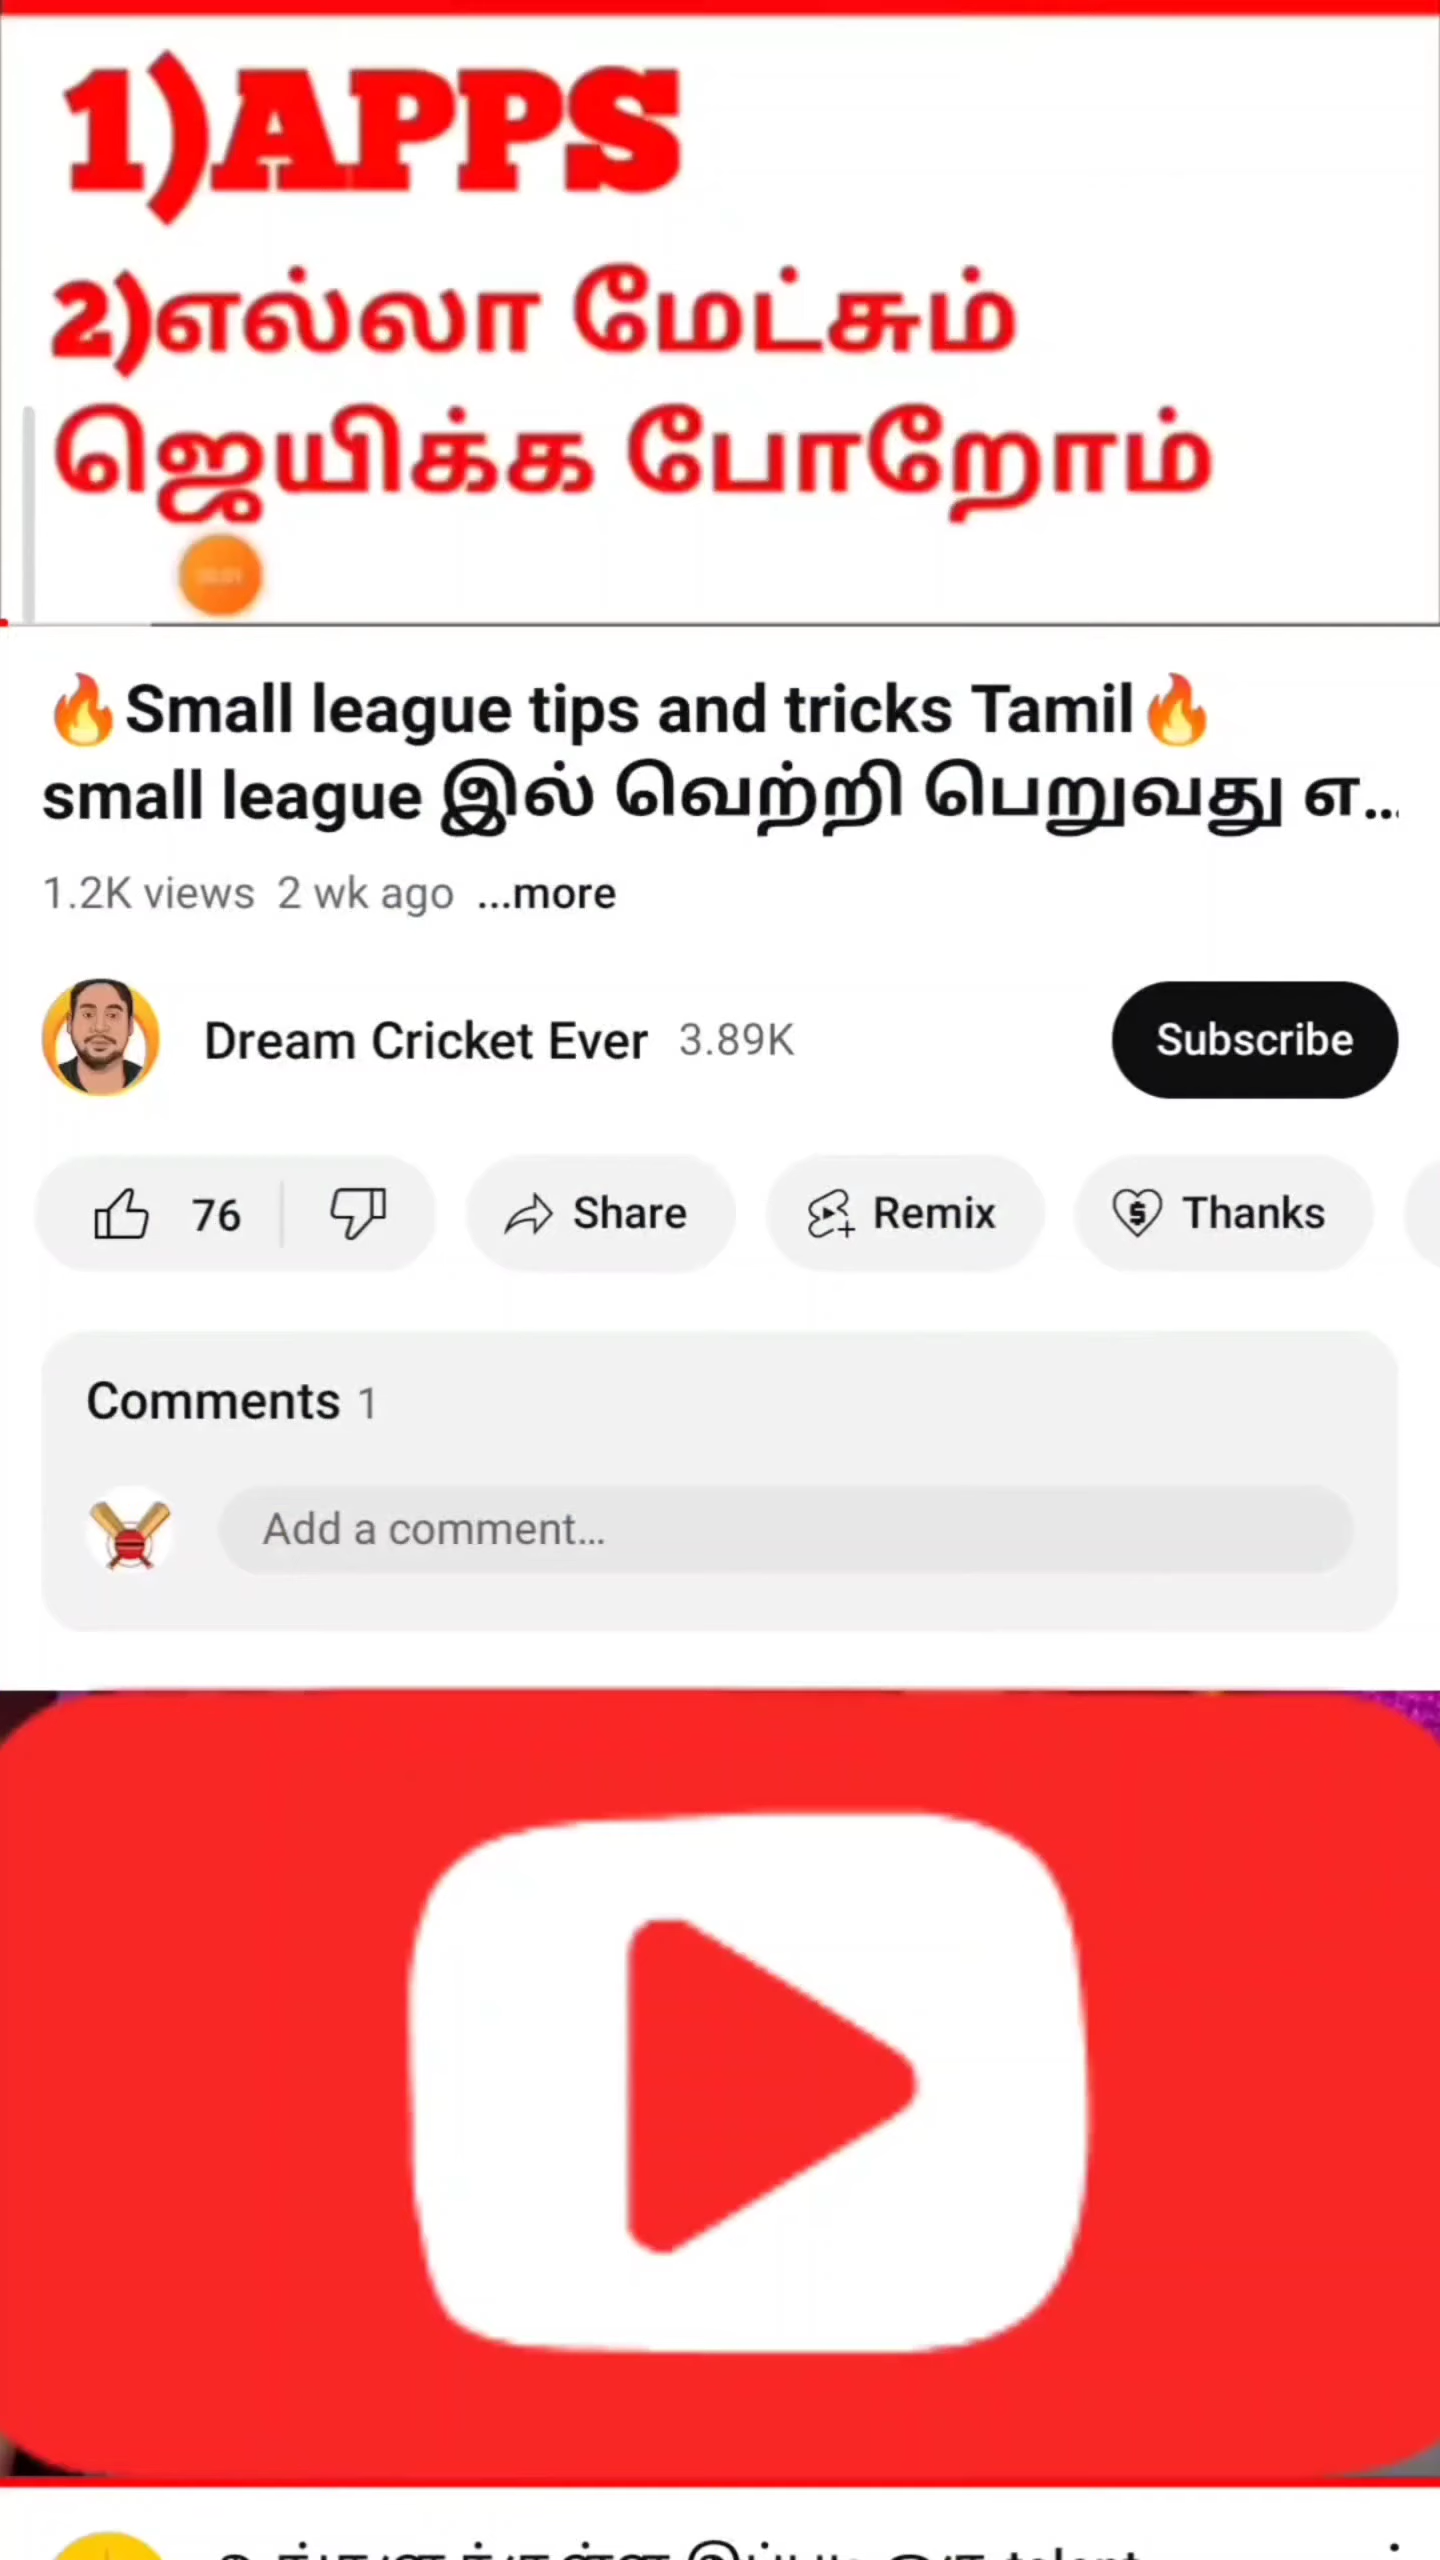 1)APPS
2)எல்லா மேட்சும்
ஜெயிக்க போறோம்
🔥Small league tips and tricks Tamil🔥
small league இல் வெற்றி பெறுவது எ...
1.2K views 2 wk ago ...more
Dream Cricket Ever 3.89K
Subscribe
76 Share Remix Thanks
Comments 1
Add a comment...